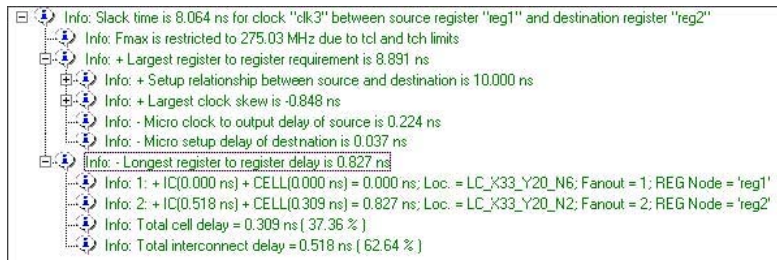 Info: Slack time is 8.064 ns for clock "clk3" between source register "reg1" and destination register "reg2"
Info: Fmax is restricted to 275.03 MHz due to tcl and tch limits
Info: + Largest register to register requirement is 8.891 ns
Info: + Setup relationship between source and destination is 10.000 ns
Info: + Largest clock skew is -0.848 ns
Info: - Micro clock to output delay of source is 0.224 ns
Info: - Micro setup delay of destination is 0.037 ns
Info: - Longest register to register delay is 0.827 ns
Info: 1: + IC(0.000 ns) + CELL(0.000 ns) = 0.000 ns; Loc. = LC_X33_Y20_N6; Fanout = 1; REG Node = 'reg1'
Info: 2: + IC(0.518 ns) + CELL(0.309 ns) = 0.827 ns; Loc. = LC_X33_Y20_N2; Fanout = 2; REG Node = 'reg2'
Info: Total cell delay = 0.309 ns ( 37.36 % )
Info: Total interconnect delay = 0.518 ns ( 62.64 % )